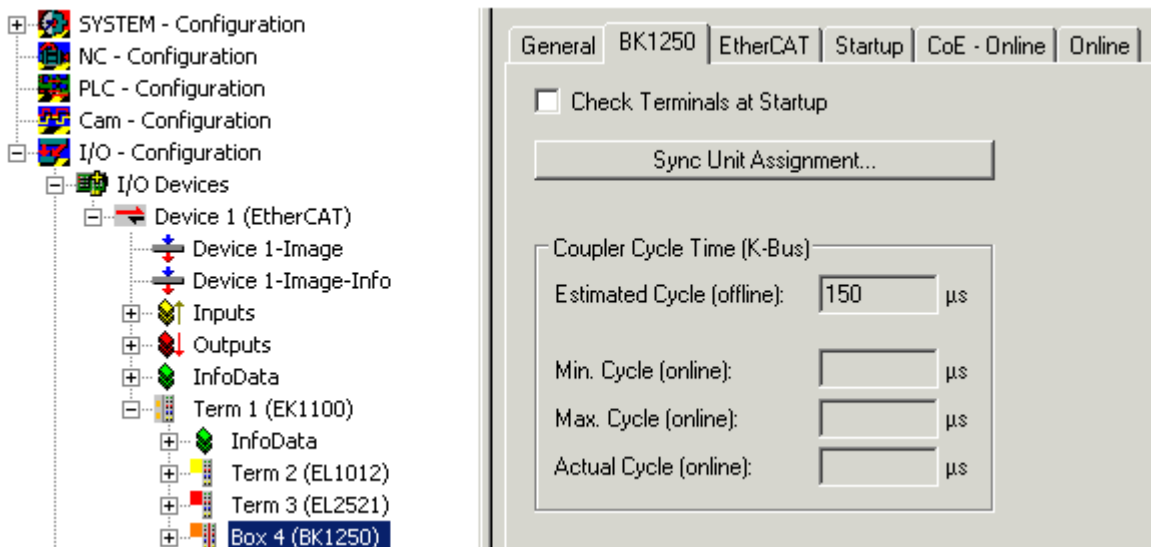 SYSTEM - Configuration
NC - Configuration
PLC - Configuration
Cam - Configuration
I/O - Configuration
I/O Devices
Device 1 (EtherCAT)
Device 1-Image
Device 1-Image-Info
Inputs
Outputs
InfoData
Term 1 (EK1100)
InfoData
Term 2 (EL1012)
Term 3 (EL2521)
Box 4 (BK1250)
General BK1250 EtherCAT Startup CoE - Online Online
Check Terminals at Startup
Sync Unit Assignment...
Coupler Cycle Time (K-Bus)
Estimated Cycle (offline): 150 µs
Min. Cycle (online): µs
Max. Cycle (online): µs
Actual Cycle (online): µs